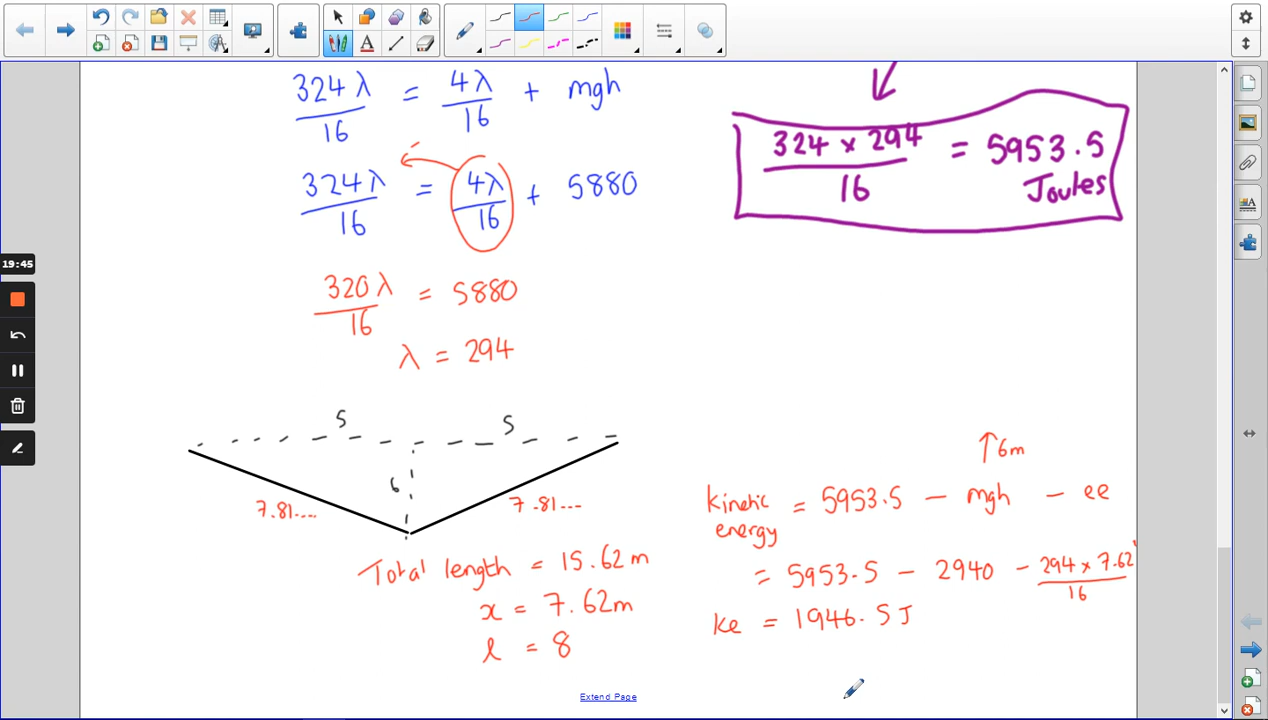 324λ/16 = 4λ/16 + mgh
324λ/16 = 4λ/16 + 5880
320λ/16 = 5880
λ = 294
324 × 294 / 16 = 5953.5
Joules
19:45
5 5
6
7.81.... 7.81....
Total length = 15.62m
x = 7.62m
l = 8
↑6m
Kinetic energy = 5953.5 - mgh - ee
= 5953.5 - 2940 - 294 × 7.62² / 16
ke = 1946.5 J
Extend Page